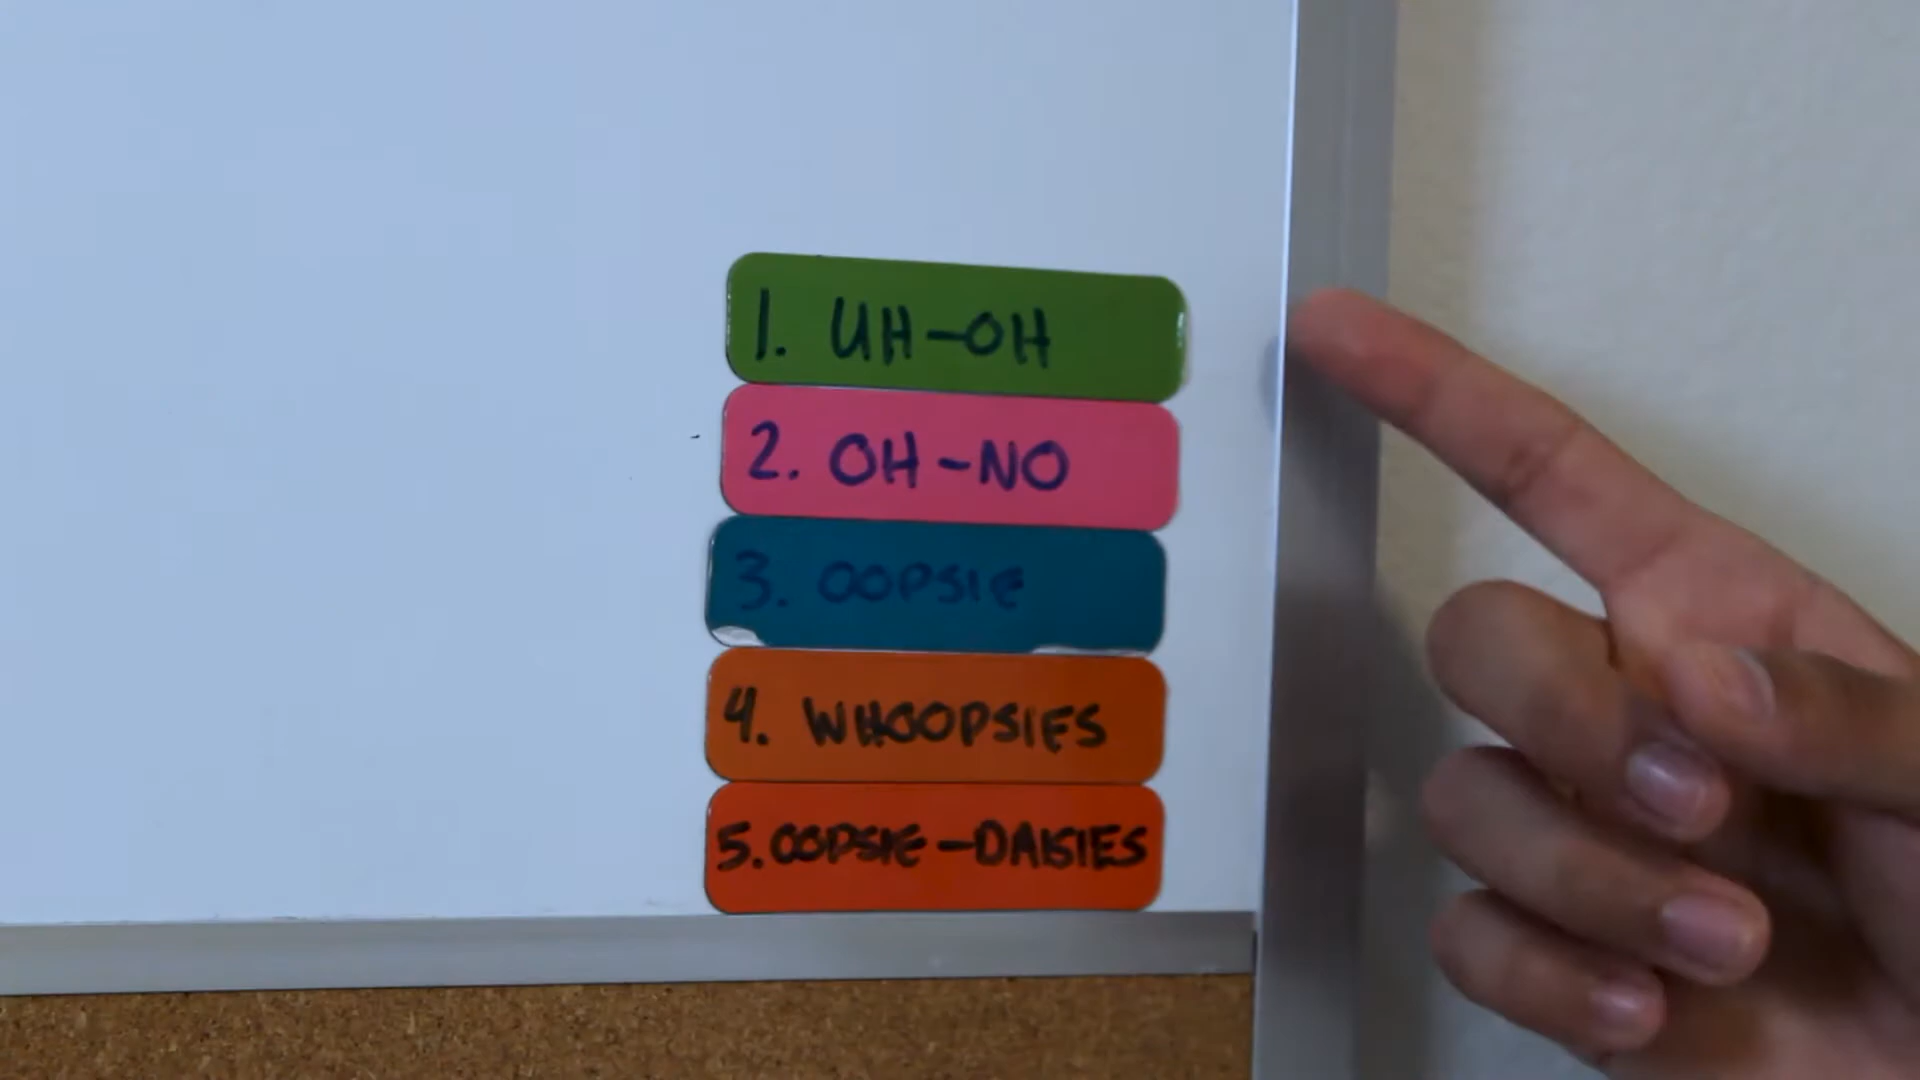 1. UH-OH
2. OH-NO
3. OOPSIE
4. WHOOPSIES
5. OOPSIE-DAISIES